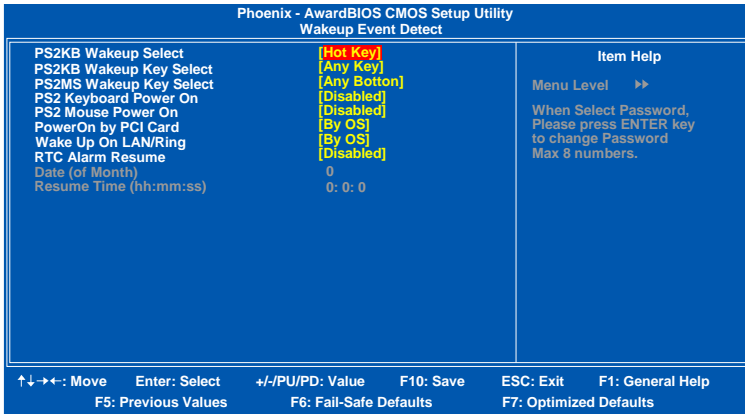 Phoenix - AwardBIOS CMOS Setup Utility
Wakeup Event Detect
PS2KB Wakeup Select [Hot Key]
PS2KB Wakeup Key Select [Any Key]
PS2MS Wakeup Key Select [Any Botton]
PS2 Keyboard Power On [Disabled]
PS2 Mouse Power On [Disabled]
PowerOn by PCI Card [By OS]
Wake Up On LAN/Ring [By OS]
RTC Alarm Resume [Disabled]
Date (of Month) 0
Resume Time (hh:mm:ss) 0: 0: 0
Item Help
Menu Level ▸▸
When Select Password,
Please press ENTER key
to change Password
Max 8 numbers.
↑↓→←: Move Enter: Select +/-/PU/PD: Value F10: Save ESC: Exit F1: General Help
F5: Previous Values F6: Fail-Safe Defaults F7: Optimized Defaults